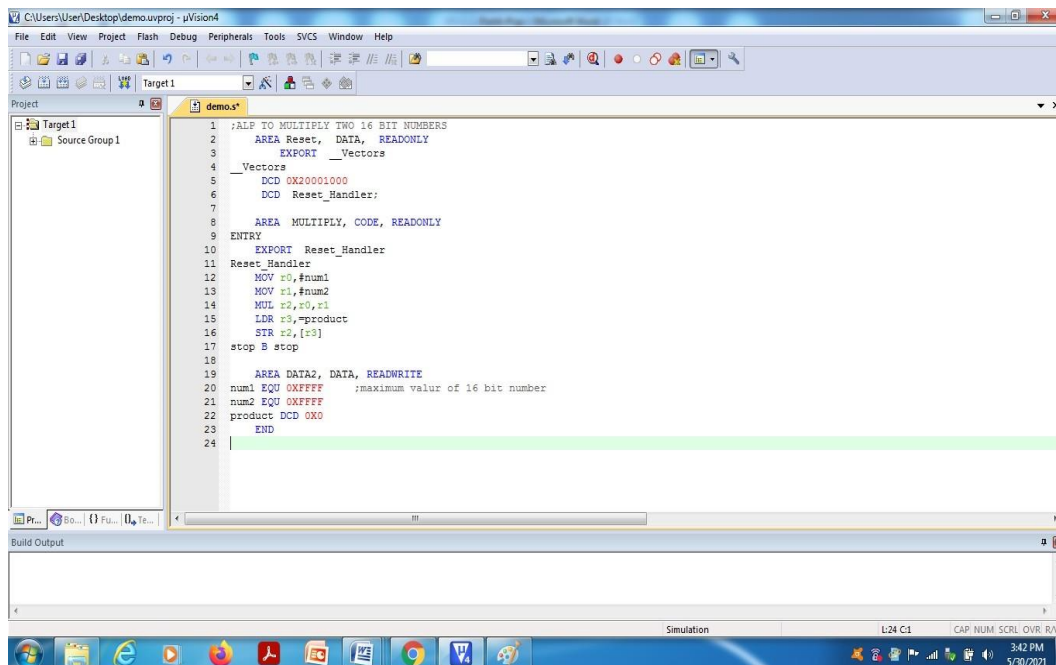 C:\Users\User\Desktop\demo.uvproj - µVision4
File Edit View Project Flash Debug Peripherals Tools SVCS Window Help
Target 1
Project
demo.s*
Target 1
Source Group 1
1 ;ALP TO MULTIPLY TWO 16 BIT NUMBERS
2 AREA Reset, DATA, READONLY
3 EXPORT __Vectors
4 __Vectors
5 DCD 0X20001000
6 DCD Reset_Handler;
7
8 AREA MULTIPLY, CODE, READONLY
9 ENTRY
10 EXPORT Reset_Handler
11 Reset_Handler
12 MOV r0,#num1
13 MOV r1,#num2
14 MUL r2,r0,r1
15 LDR r3,=product
16 STR r2,[r3]
17 stop B stop
18
19 AREA DATA2, DATA, READWRITE
20 num1 EQU 0XFFFF ;maximum valur of 16 bit number
21 num2 EQU 0XFFFF
22 product DCD 0X0
23 END
24
Pr... Bo... {} Fu... Te...
Build Output
Simulation L:24 C:1 CAP NUM SCRL OVR R/
3:42 PM
5/30/2021